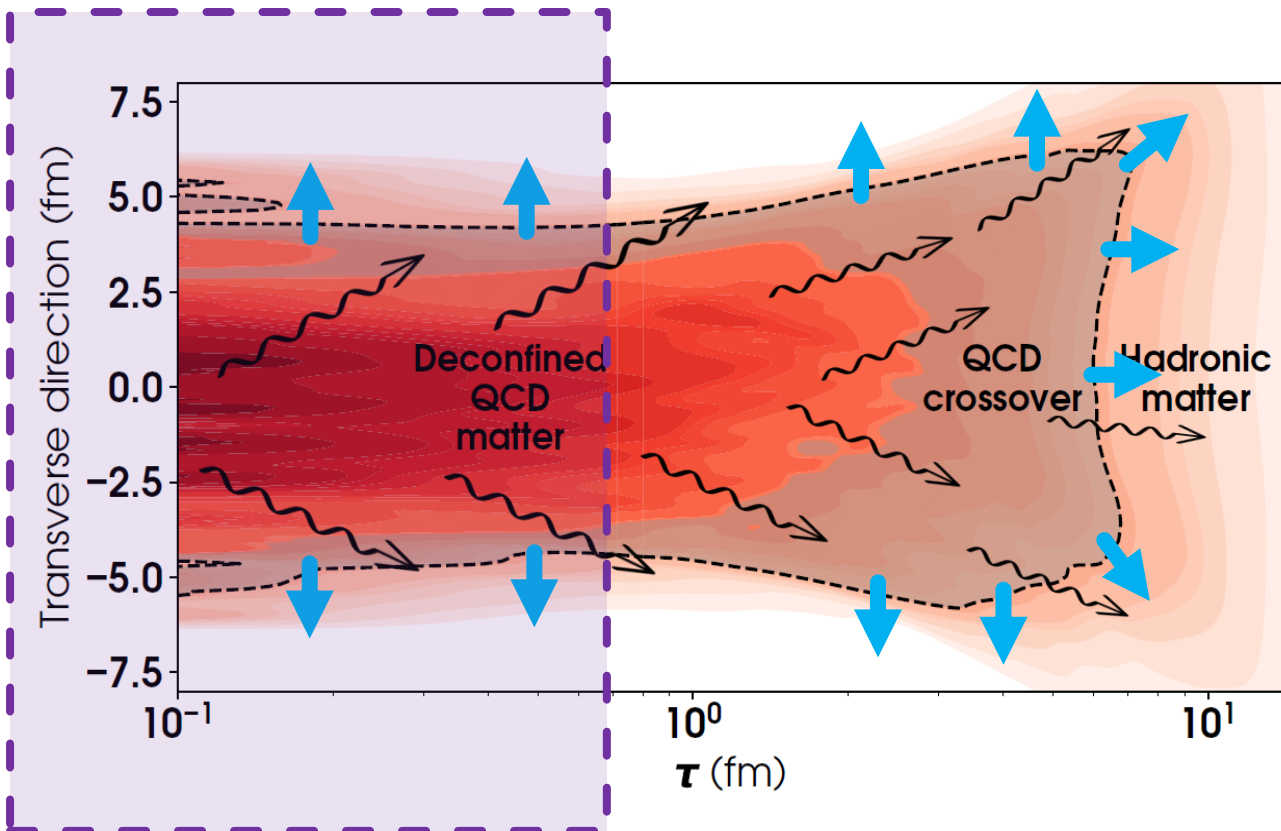 7.5
5.0
2.5
0.0
−2.5
−5.0
−7.5
Transverse direction (fm)
Deconfined
QCD
matter
QCD
crossover
Hadronic
matter
10⁻¹
10⁰
10¹
τ (fm)